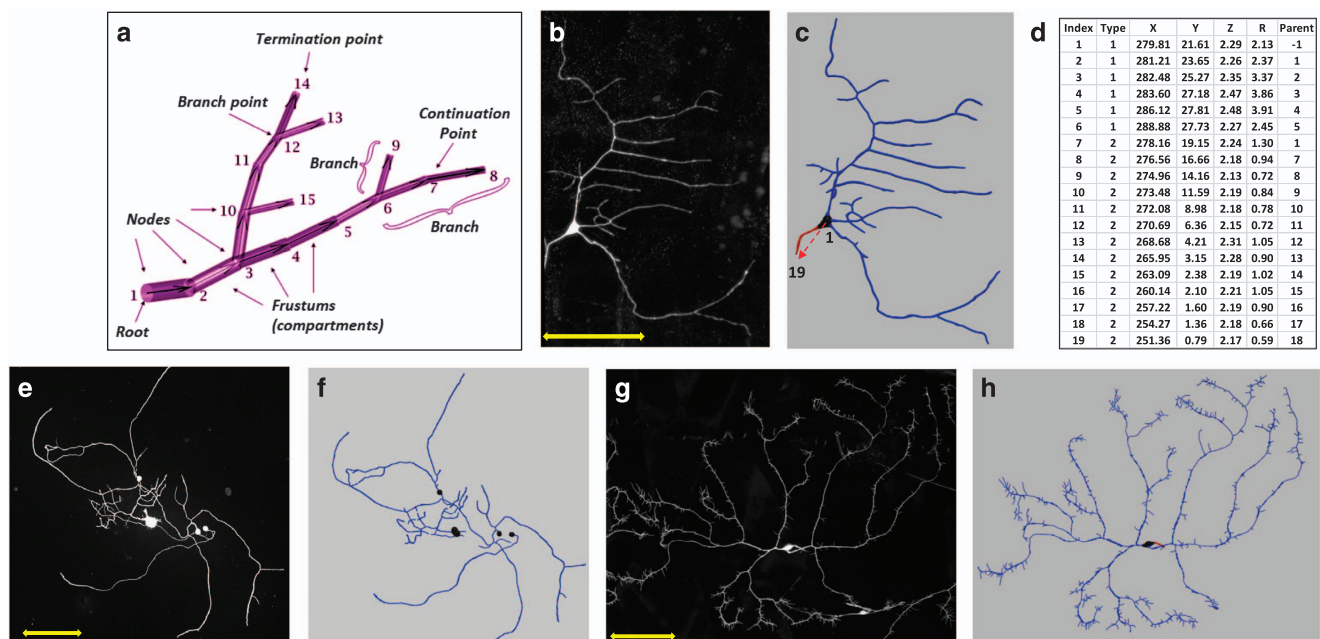 a
Termination point
14
Branch point
13
12
Continuation
Point
9
Branch
11
8
7
Nodes
10
15
6
Branch
5
4
3
1
2
Frustums
(compartments)
Root
b
c
1
19
d
Index Type X Y Z R Parent
1 1 279.81 21.61 2.29 2.13 -1
2 1 281.21 23.65 2.26 2.37 1
3 1 282.48 25.27 2.35 3.37 2
4 1 283.60 27.18 2.47 3.86 3
5 1 286.12 27.81 2.48 3.91 4
6 1 288.88 27.73 2.27 2.45 5
7 2 278.16 19.15 2.24 1.30 1
8 2 276.56 16.66 2.18 0.94 7
9 2 274.96 14.16 2.13 0.72 8
10 2 273.48 11.59 2.19 0.84 9
11 2 272.08 8.98 2.18 0.78 10
12 2 270.69 6.36 2.15 0.72 11
13 2 268.68 4.21 2.31 1.05 12
14 2 265.95 3.15 2.28 0.90 13
15 2 263.09 2.38 2.19 1.02 14
16 2 260.14 2.10 2.21 1.05 15
17 2 257.22 1.60 2.19 0.90 16
18 2 254.27 1.36 2.18 0.66 17
19 2 251.36 0.79 2.17 0.59 18
e
f
g
h